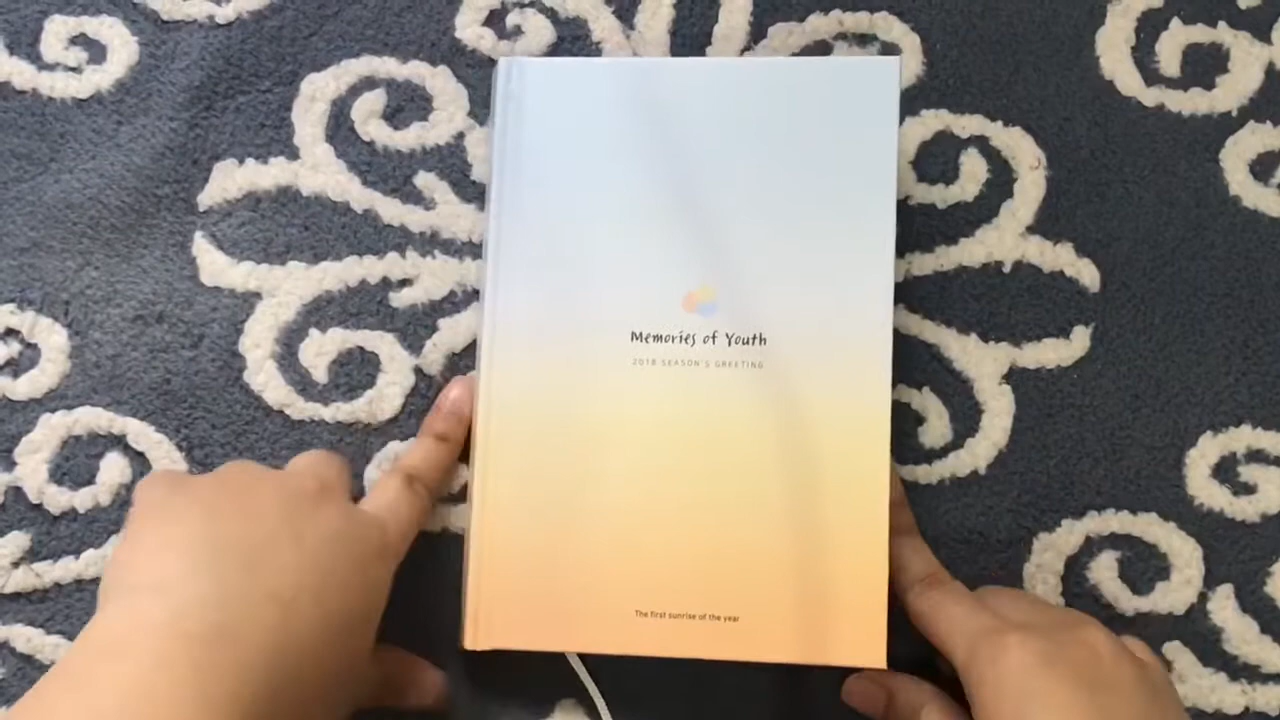 Memories of Youth
2018 SEASON'S GREETING
The first sunrise of the year